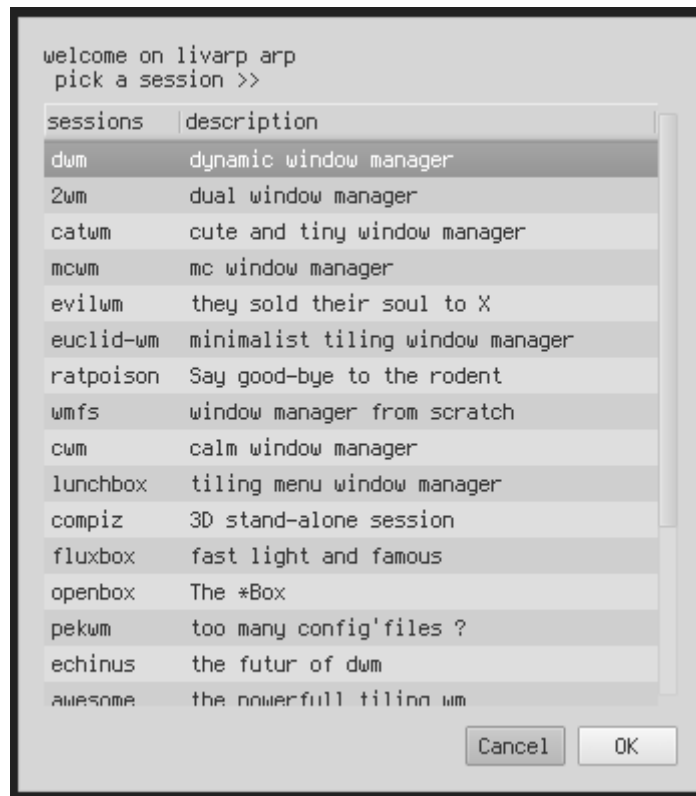 welcome on livarp arp
pick a session >>
sessions description
dwm dynamic window manager
2wm dual window manager
catwm cute and tiny window manager
mcwm mc window manager
evilwm they sold their soul to X
euclid-wm minimalist tiling window manager
ratpoison Say good-bye to the rodent
wmfs window manager from scratch
cwm calm window manager
lunchbox tiling menu window manager
compiz 3D stand-alone session
fluxbox fast light and famous
openbox The *Box
pekwm too many config'files ?
echinus the futur of dwm
awesome the powerfull tiling wm
Cancel OK